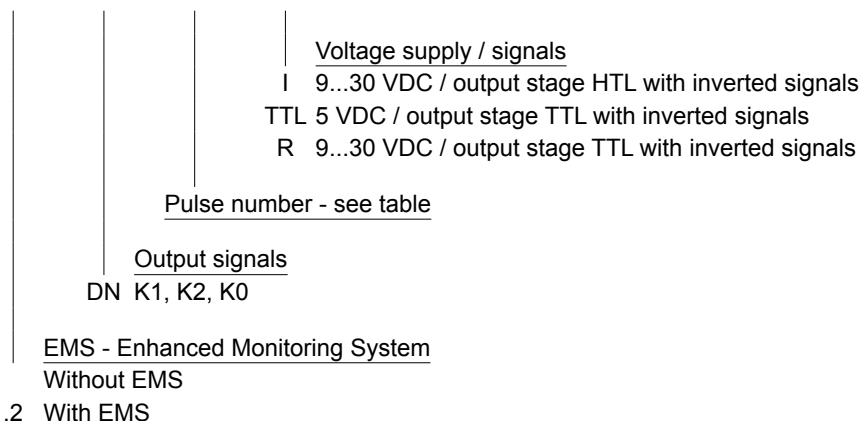 Voltage supply / signals
I 9...30 VDC / output stage HTL with inverted signals
TTL 5 VDC / output stage TTL with inverted signals
R 9...30 VDC / output stage TTL with inverted signals
Pulse number - see table
Output signals
DN K1, K2, K0
EMS - Enhanced Monitoring System
Without EMS
.2 With EMS